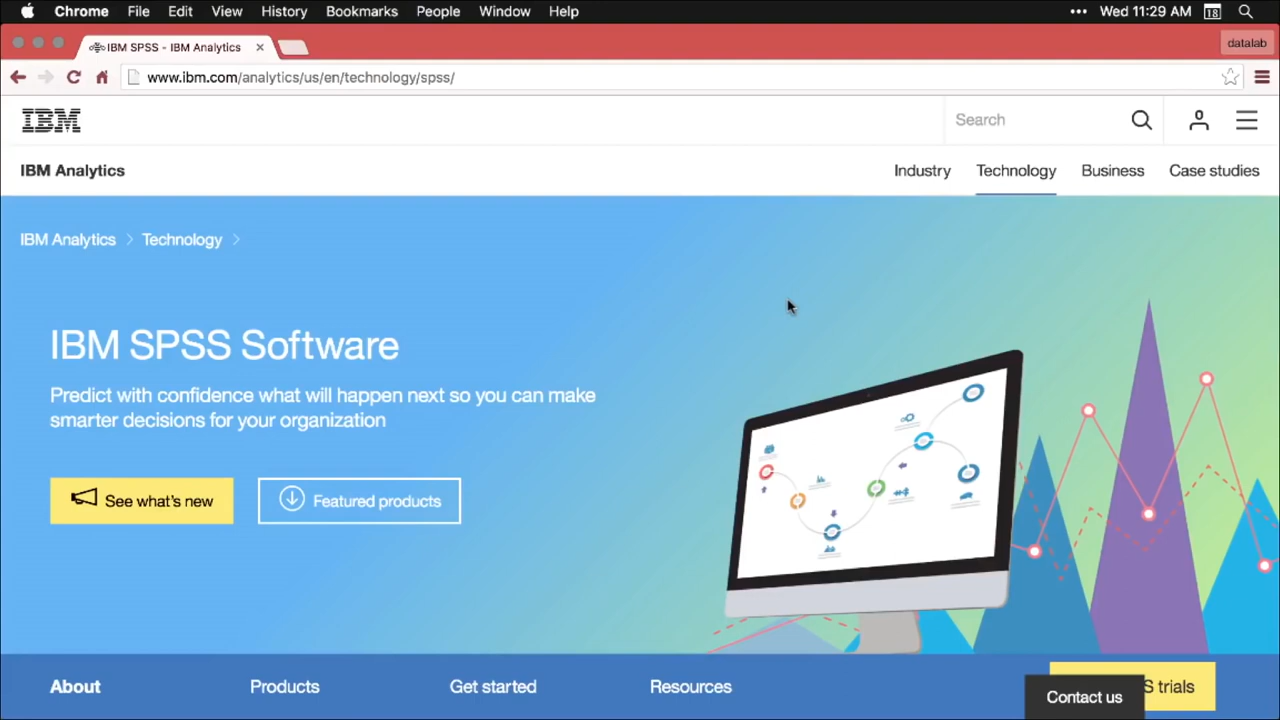 Chrome File Edit View History Bookmarks People Window Help ••• Wed 11:29 AM 18
IBM SPSS - IBM Analytics
datalab
www.ibm.com/analytics/us/en/technology/spss/
IBM
Search
IBM Analytics
Industry Technology Business Case studies
IBM Analytics > Technology >
IBM SPSS Software
Predict with confidence what will happen next so you can make
smarter decisions for your organization
See what's new
Featured products
About Products Get started Resources
S trials
Contact us